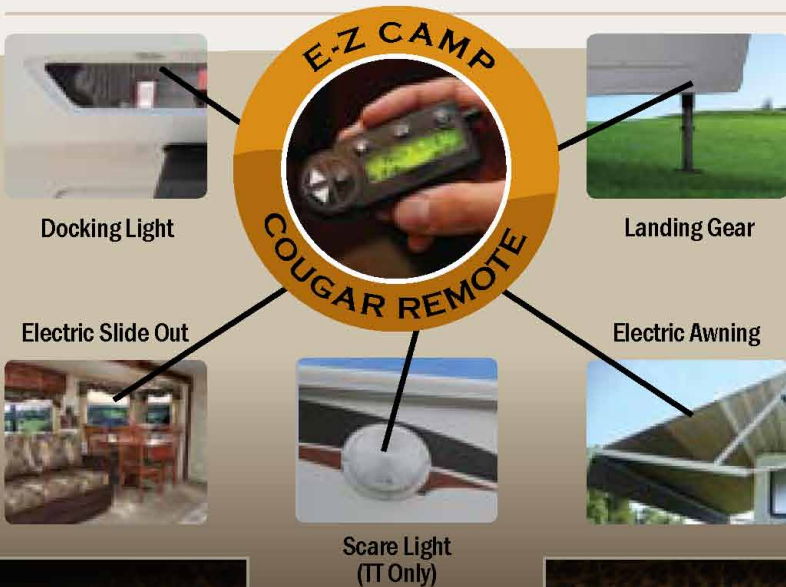 E-Z CAMP
COUGAR REMOTE
Docking Light
Landing Gear
Electric Slide Out
Electric Awning
Scare Light
(TT Only)